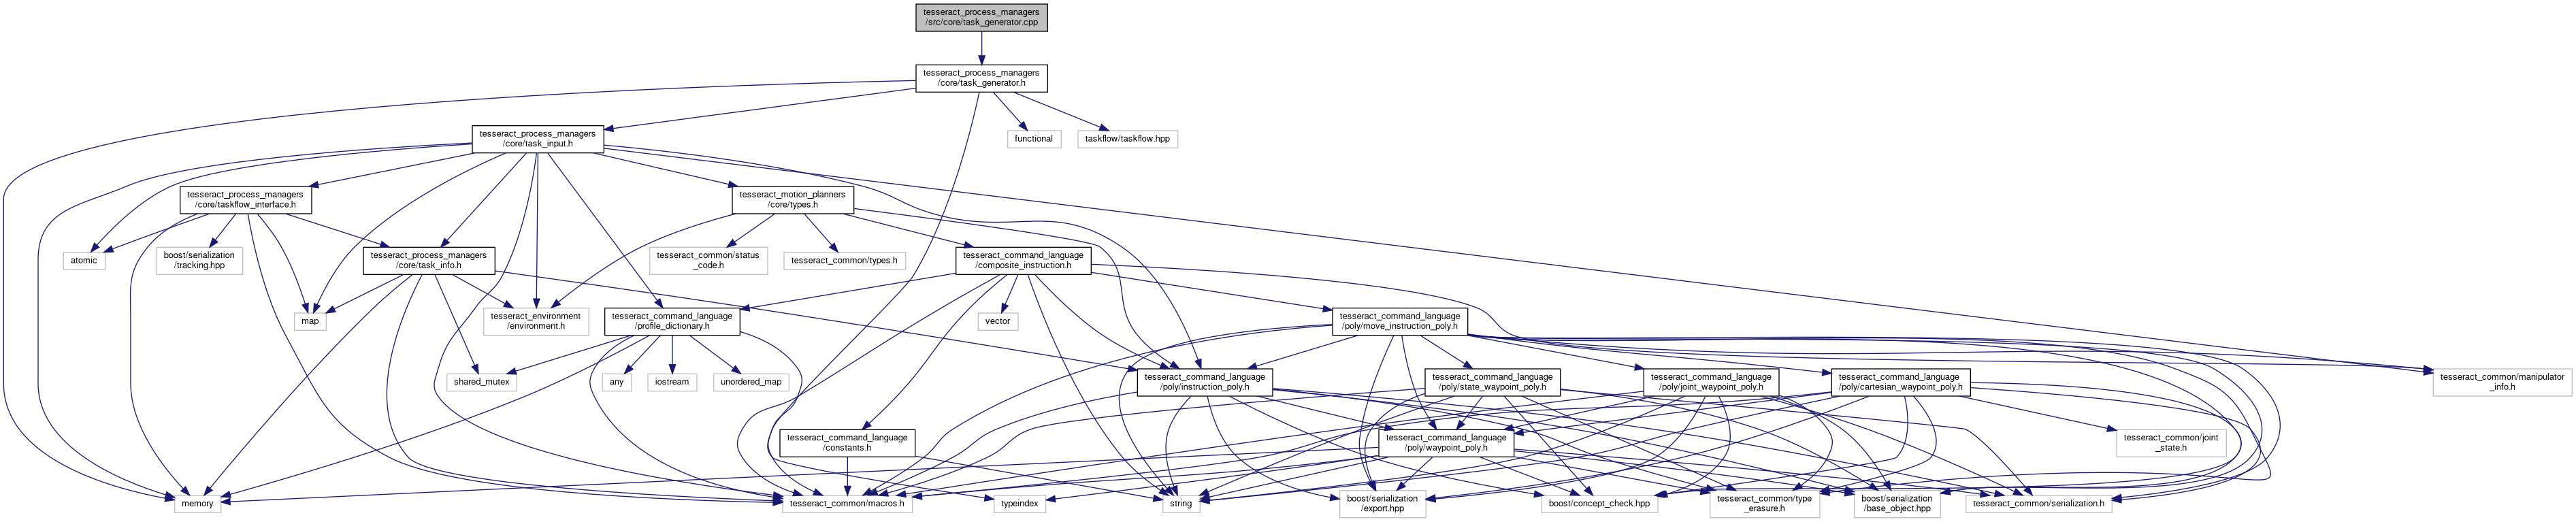 tesseract_process_managers
/src/core/task_generator.cpp
tesseract_process_managers
/core/task_generator.h
tesseract_process_managers
/core/task_input.h
functional
taskflow/taskflow.hpp
tesseract_process_managers
/core/taskflow_interface.h
tesseract_motion_planners
/core/types.h
atomic
boost/serialization
/tracking.hpp
tesseract_process_managers
/core/task_info.h
tesseract_common/status
_code.h
tesseract_common/types.h
tesseract_command_language
/composite_instruction.h
map
tesseract_environment
/environment.h
tesseract_command_language
/profile_dictionary.h
vector
tesseract_command_language
/poly/move_instruction_poly.h
shared_mutex
any
iostream
unordered_map
tesseract_command_language
/poly/instruction_poly.h
tesseract_command_language
/poly/state_waypoint_poly.h
tesseract_command_language
/poly/joint_waypoint_poly.h
tesseract_command_language
/poly/cartesian_waypoint_poly.h
tesseract_common/manipulator
_info.h
tesseract_command_language
/constants.h
tesseract_command_language
/poly/waypoint_poly.h
tesseract_common/joint
_state.h
memory
tesseract_common/macros.h
typeindex
string
boost/serialization
/export.hpp
boost/concept_check.hpp
tesseract_common/type
_erasure.h
boost/serialization
/base_object.hpp
tesseract_common/serialization.h